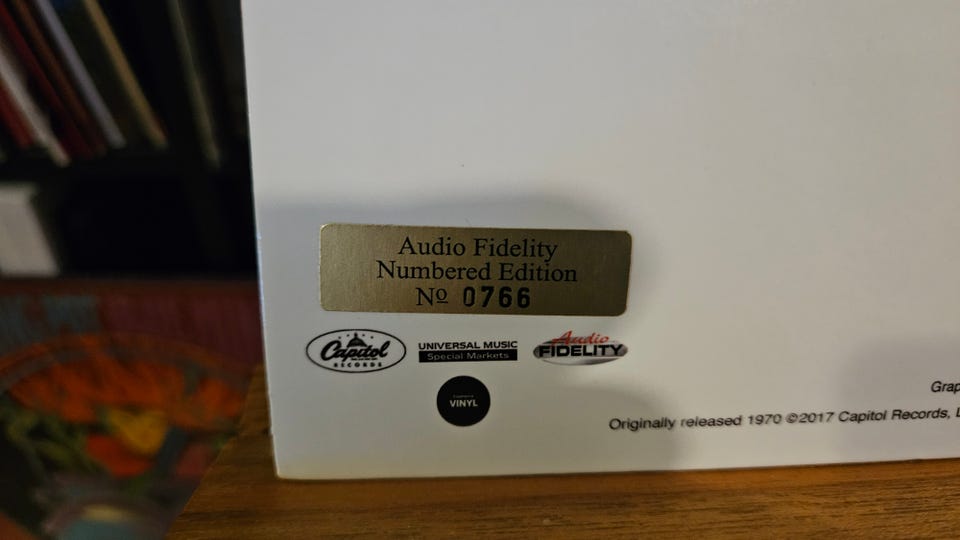 Audio Fidelity
Numbered Edition
Nº 0766
Capitol
RECORDS
UNIVERSAL MUSIC
Special Markets
Audio
FIDELITY
VINYL
Grap
Originally released 1970 ©2017 Capitol Records, L